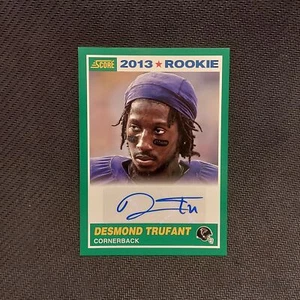 SCORE 2013 ★ ROOKIE
DESMOND TRUFANT
CORNERBACK